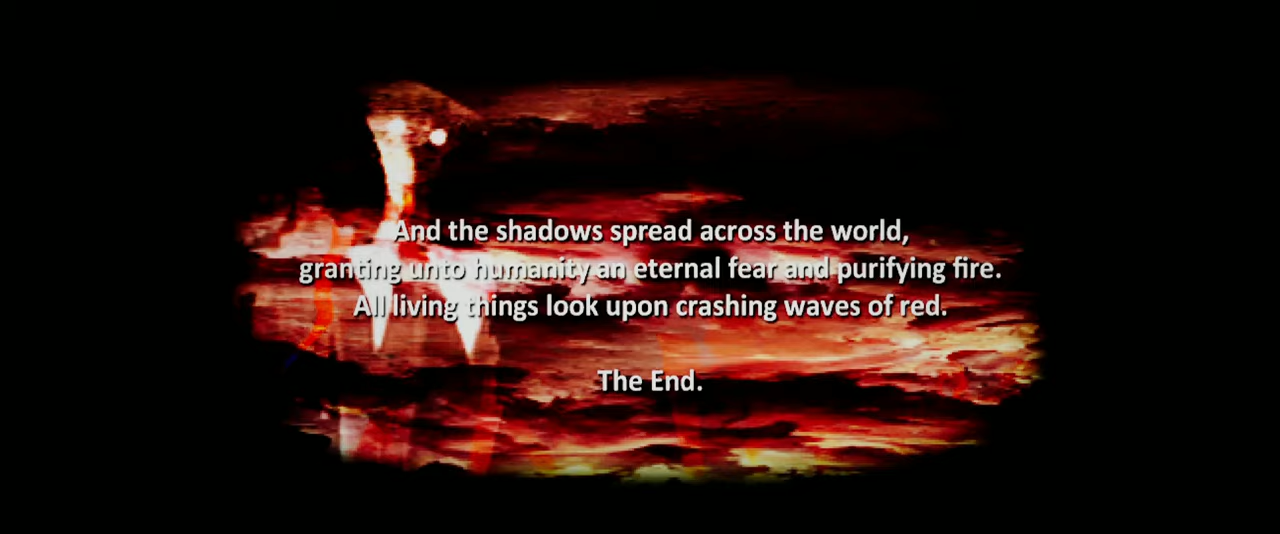 And the shadows spread across the world,
granting unto humanity an eternal fear and purifying fire.
All living things look upon crashing waves of red.
The End.